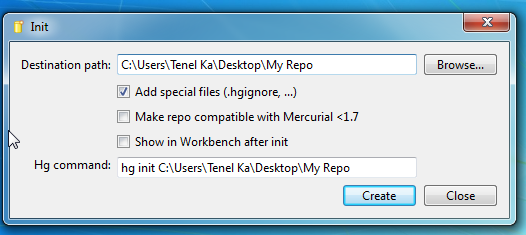 Init
Destination path: C:\Users\Tenel Ka\Desktop\My Repo Browse...
Add special files (.hgignore, ...)
Make repo compatible with Mercurial <1.7
Show in Workbench after init
Hg command: hg init C:\Users\Tenel Ka\Desktop\My Repo
Create Close